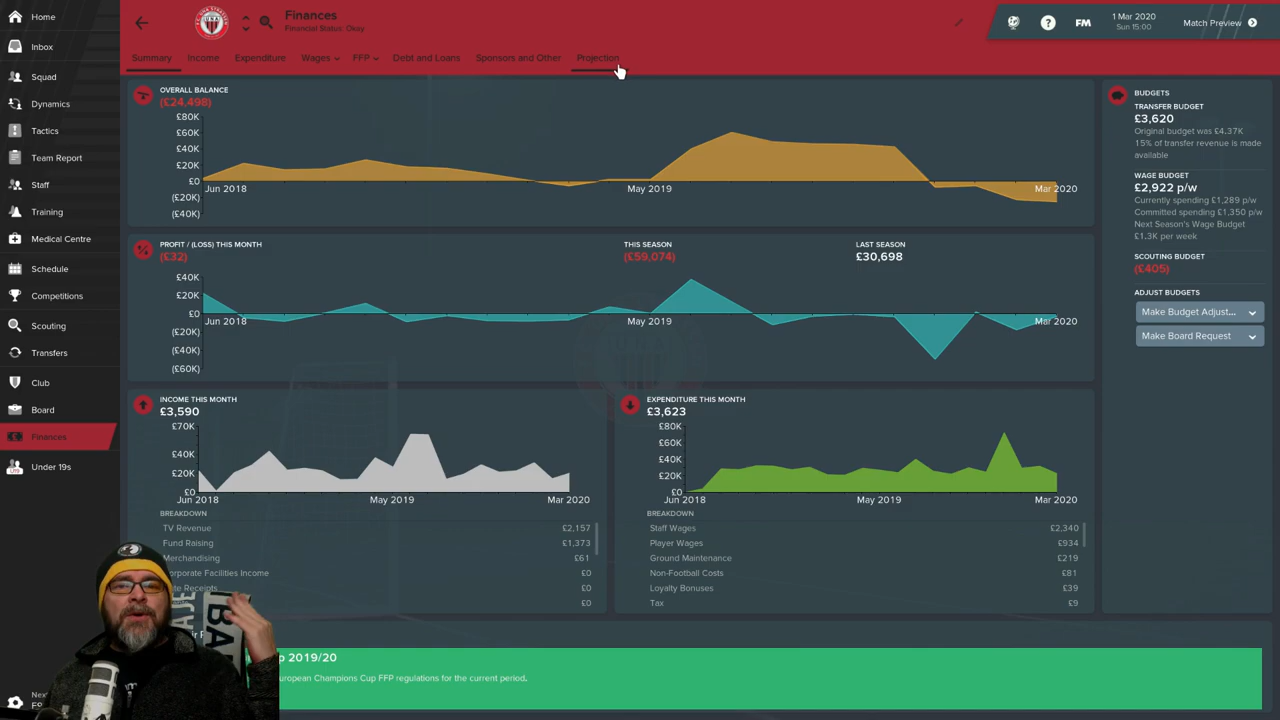 Home
Inbox
Squad
Dynamics
Tactics
Team Report
Staff
Training
Medical Centre
Schedule
Competitions
Scouting
Transfers
Club
Board
Finances
Under 19s
Finances
Financial Status: Okay
1 Mar 2020
Sun 15:00
FM
Match Preview
Summary Income Expenditure Wages FFP Debt and Loans Sponsors and Other Projection
OVERALL BALANCE
(£24,498)
£80K
£60K
£40K
£20K
£0
(£20K)
(£40K)
Jun 2018 May 2019 Mar 2020
PROFIT / (LOSS) THIS MONTH
(£32)
THIS SEASON
(£59,074)
LAST SEASON
£30,698
£40K
£20K
£0
(£20K)
(£40K)
(£60K)
Jun 2018 May 2019 Mar 2020
INCOME THIS MONTH
£3,590
£70K
£40K
£20K
£0
Jun 2018 May 2019 Mar 2020
BREAKDOWN
TV Revenue £2,157
Fund Raising £1,373
Merchandising £61
orporate Facilities Income £0
Receipts £0
£0
EXPENDITURE THIS MONTH
£3,623
£80K
£60K
£40K
£20K
£0
Jun 2018 May 2019 Mar 2020
BREAKDOWN
Staff Wages £2,340
Player Wages £934
Ground Maintenance £219
Non-Football Costs £81
Loyalty Bonuses £39
Tax £9
BUDGETS
TRANSFER BUDGET
£3,620
Original budget was £4.37K
15% of transfer revenue is made
available
WAGE BUDGET
£2,922 p/w
Currently spending £1,289 p/w
Committed spending £1,350 p/w
Next Season's Wage Budget
£1.3K per week
SCOUTING BUDGET
(£405)
ADJUST BUDGETS
Make Budget Adjust...
Make Board Request
p 2019/20
uropean Champions Cup FFP regulations for the current period.
BA